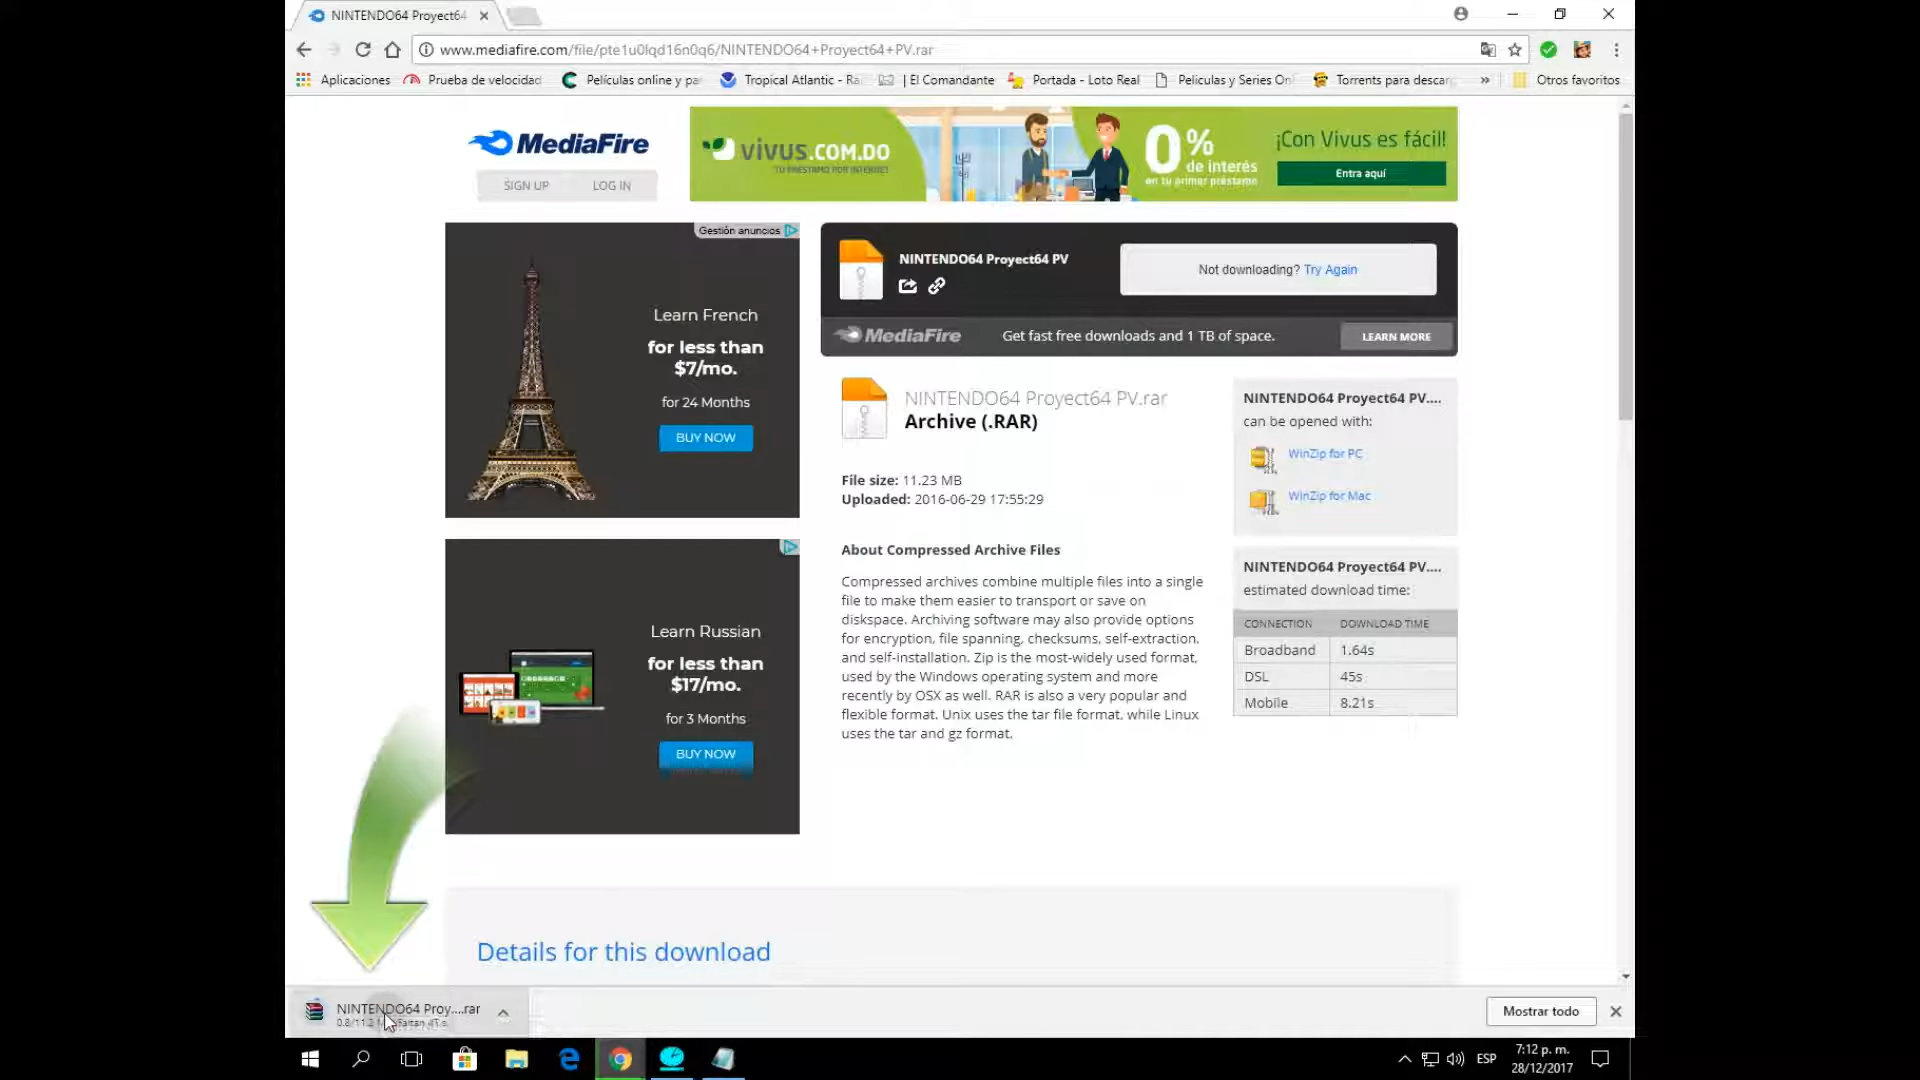 NINTENDO64 Proyect64
www.mediafire.com/file/pte1u0lqd16n0q6/NINTENDO64+Proyect64+PV.rar
Aplicaciones
Prueba de velocidad
Películas online y pa
Tropical Atlantic - Ra
| El Comandante
Portada - Loto Real
Peliculas y Series On
Torrents para descar
»
Otros favoritos
MediaFire
SIGN UP
LOG IN
vivus.COM.DO
TU PRÉSTAMO POR INTERNET
0%
de interés
en tu primer préstamo
¡Con Vivus es fácil!
Entra aquí
Gestión anuncios
Learn French
for less than
$7/mo.
for 24 Months
BUY NOW
NINTENDO64 Proyect64 PV
Not downloading? Try Again
MediaFire
Get fast free downloads and 1 TB of space.
LEARN MORE
NINTENDO64 Proyect64 PV.rar
Archive (.RAR)
File size: 11.23 MB
Uploaded: 2016-06-29 17:55:29
About Compressed Archive Files
Compressed archives combine multiple files into a single
file to make them easier to transport or save on
diskspace. Archiving software may also provide options
for encryption, file spanning, checksums, self-extraction,
and self-installation. Zip is the most-widely used format,
used by the Windows operating system and more
recently by OSX as well. RAR is also a very popular and
flexible format. Unix uses the tar file format, while Linux
uses the tar and gz format.
NINTENDO64 Proyect64 PV....
can be opened with:
WinZip for PC
WinZip for Mac
NINTENDO64 Proyect64 PV....
estimated download time:
CONNECTION DOWNLOAD TIME
Broadband 1.64s
DSL 45s
Mobile 8.21s
Learn Russian
for less than
$17/mo.
for 3 Months
BUY NOW
Details for this download
NINTENDO64 Proy....rar
0.8/11.2
Mostrar todo
ESP
7:12 p. m.
28/12/2017